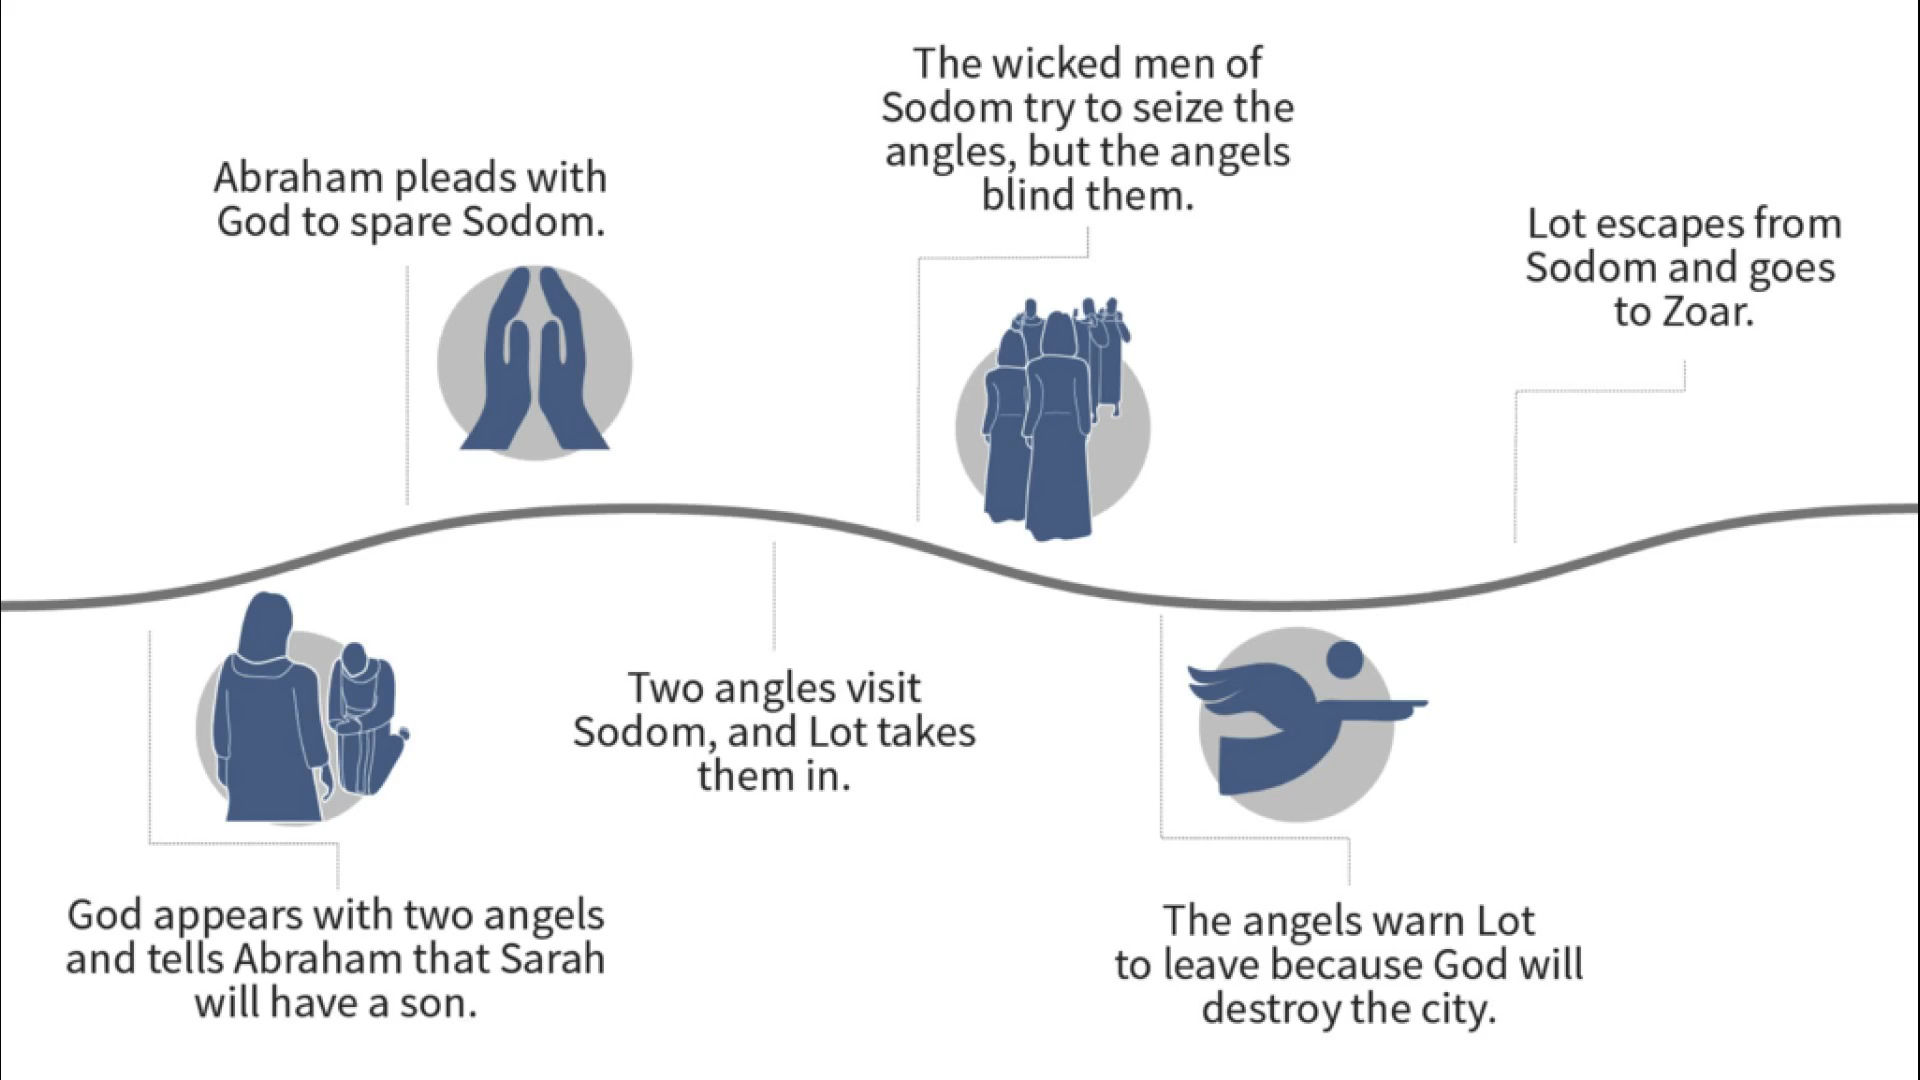 God appears with two angels
and tells Abraham that Sarah
will have a son.
Abraham pleads with
God to spare Sodom.
Two angles visit
Sodom, and Lot takes
them in.
The wicked men of
Sodom try to seize the
angles, but the angels
blind them.
The angels warn Lot
to leave because God will
destroy the city.
Lot escapes from
Sodom and goes
to Zoar.